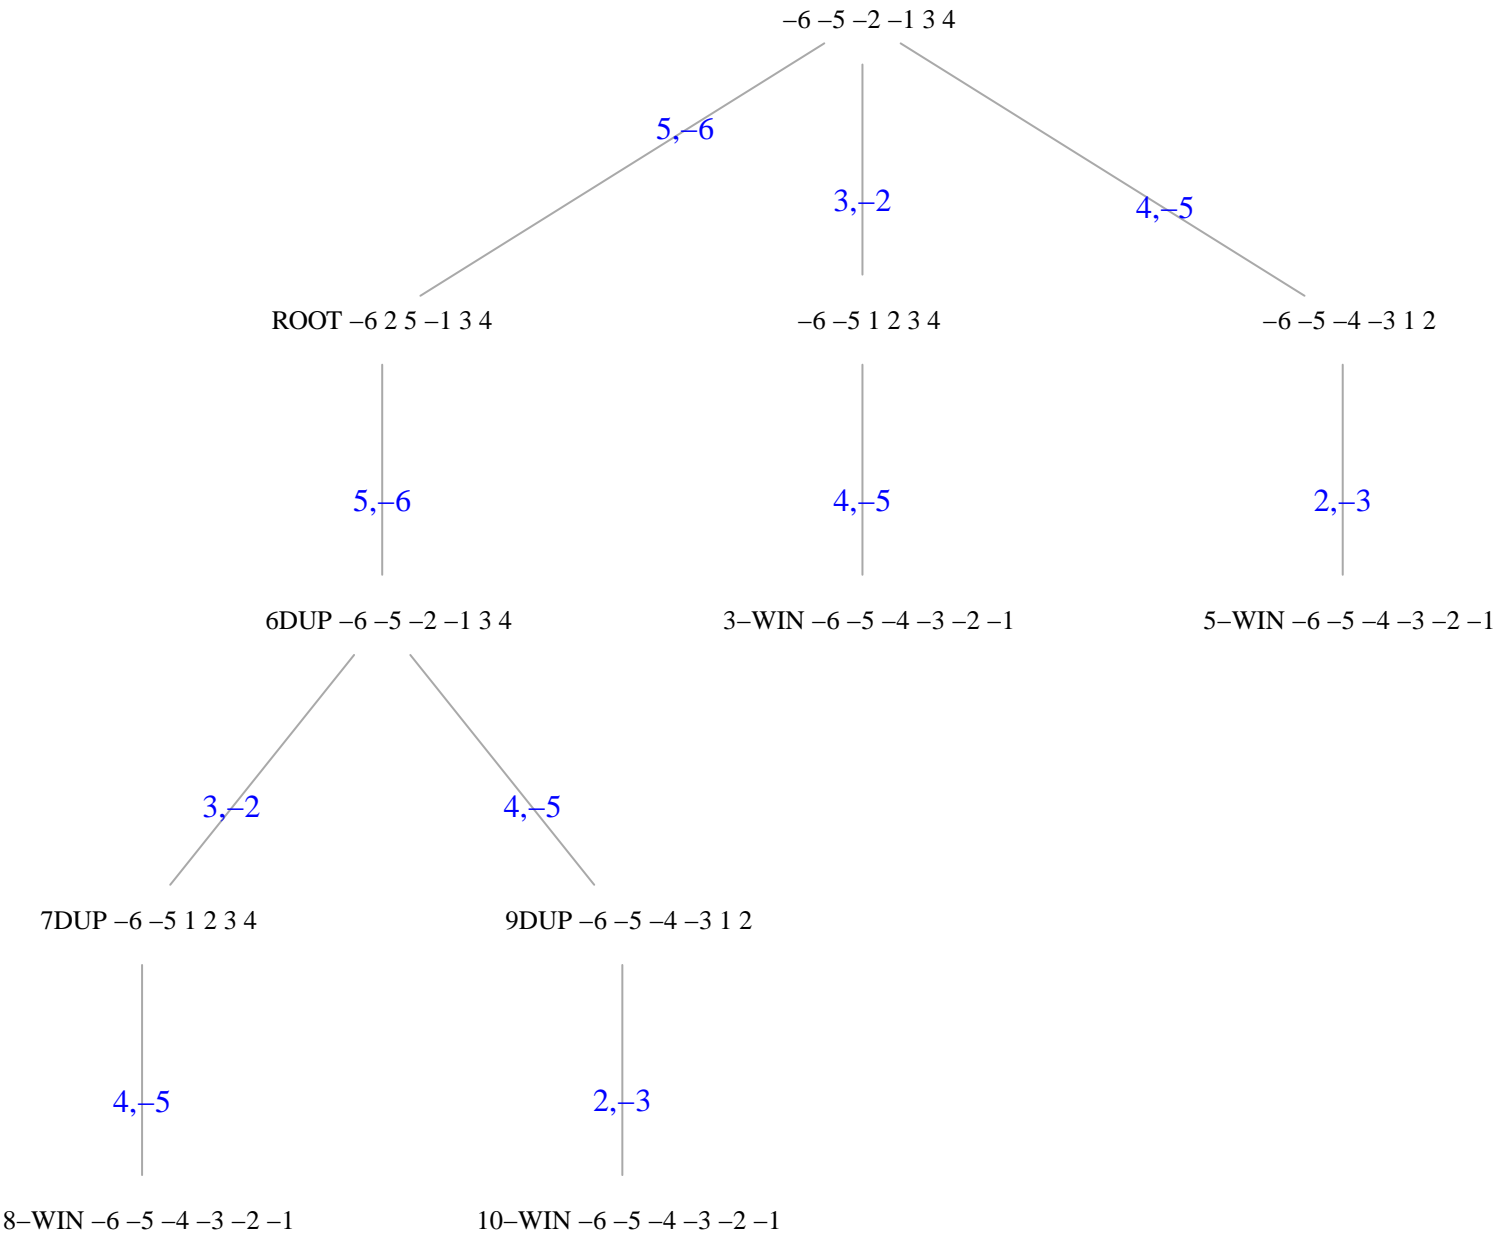 –6 –5 –2 –1 3 4
5,–6
3,–2
4,–5
ROOT –6 2 5 –1 3 4
–6 –5 1 2 3 4
–6 –5 –4 –3 1 2
5,–6
4,–5
2,–3
6DUP –6 –5 –2 –1 3 4
3–WIN –6 –5 –4 –3 –2 –1
5–WIN –6 –5 –4 –3 –2 –1
3,–2
4,–5
7DUP –6 –5 1 2 3 4
9DUP –6 –5 –4 –3 1 2
4,–5
2,–3
8–WIN –6 –5 –4 –3 –2 –1
10–WIN –6 –5 –4 –3 –2 –1